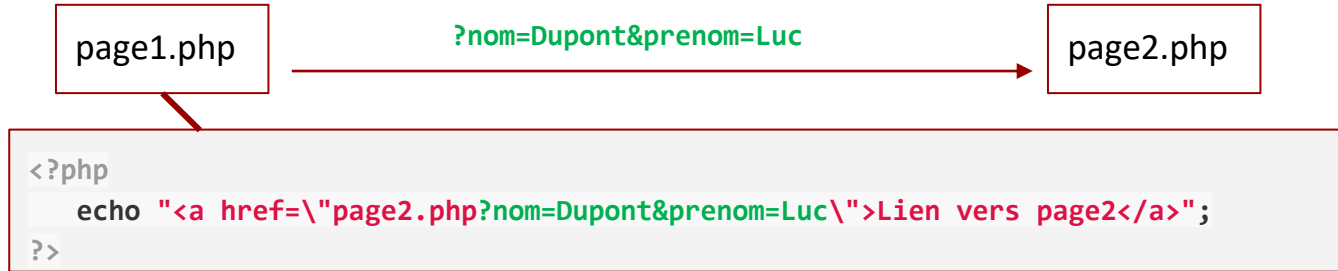 page1.php
?nom=Dupont&prenom=Luc
page2.php
<?php
echo "<a href=\"page2.php?nom=Dupont&prenom=Luc\">Lien vers page2</a>";
?>